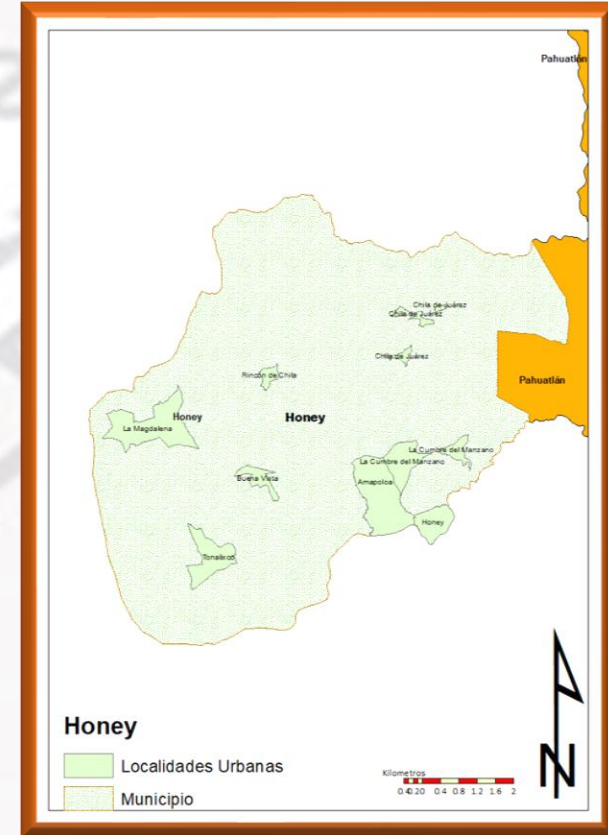 Pahuatlán
Chila de Juárez
Chila de Juárez
Chila de Juárez
Rincón de Chila
Pahuatlán
Honey
Honey
La Magdalena
La Cumbre del Manzano
La Cumbre del Manzano
Buena Vista
Amapolca
Honey
Tonalixco
Honey
Localidades Urbanas
Municipio
Kilometros
0.4 0.2 0 0.4 0.8 1.2 1.6 2
N